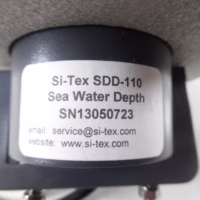 Si-Tex SDD-110
Sea Water Depth
SN13050723
email: service@si-tex.com
website: www.si-tex.com